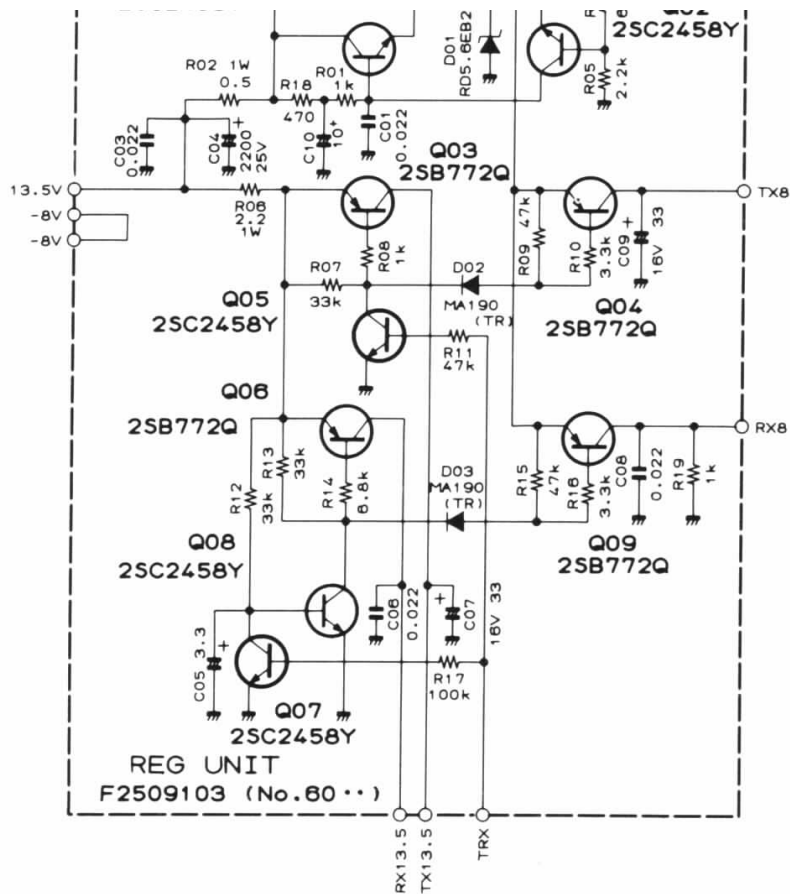 2SC2458Y
R02 1W
0.5
R18
470
R01
1k
C10
10+
C01
0.022
D01
RD5.6EB2
R05
2.2k
C03
0.022
C04
+
2200
25V
13.5V
-8V
-8V
R06
2.2
1W
Q03
2SB772Q
R08
1k
R07
33k
D02
MA190
(TR)
47k
R09
R10
3.3k
C09
+
16V 33
TX8
Q04
2SB772Q
Q05
2SC2458Y
R11
47k
Q06
2SB772Q
R12
33k
R13
33k
R14
6.8k
D03
MA190
(TR)
R15
47k
R16
3.3k
C08
0.022
R19
1k
RX8
Q09
2SB772Q
Q08
2SC2458Y
C05
3.3
+
C06
0.022
+
C07
16V 33
R17
100k
Q07
2SC2458Y
REG UNIT
F2509103 (No.60··)
RX13.5
TX13.5
TRX